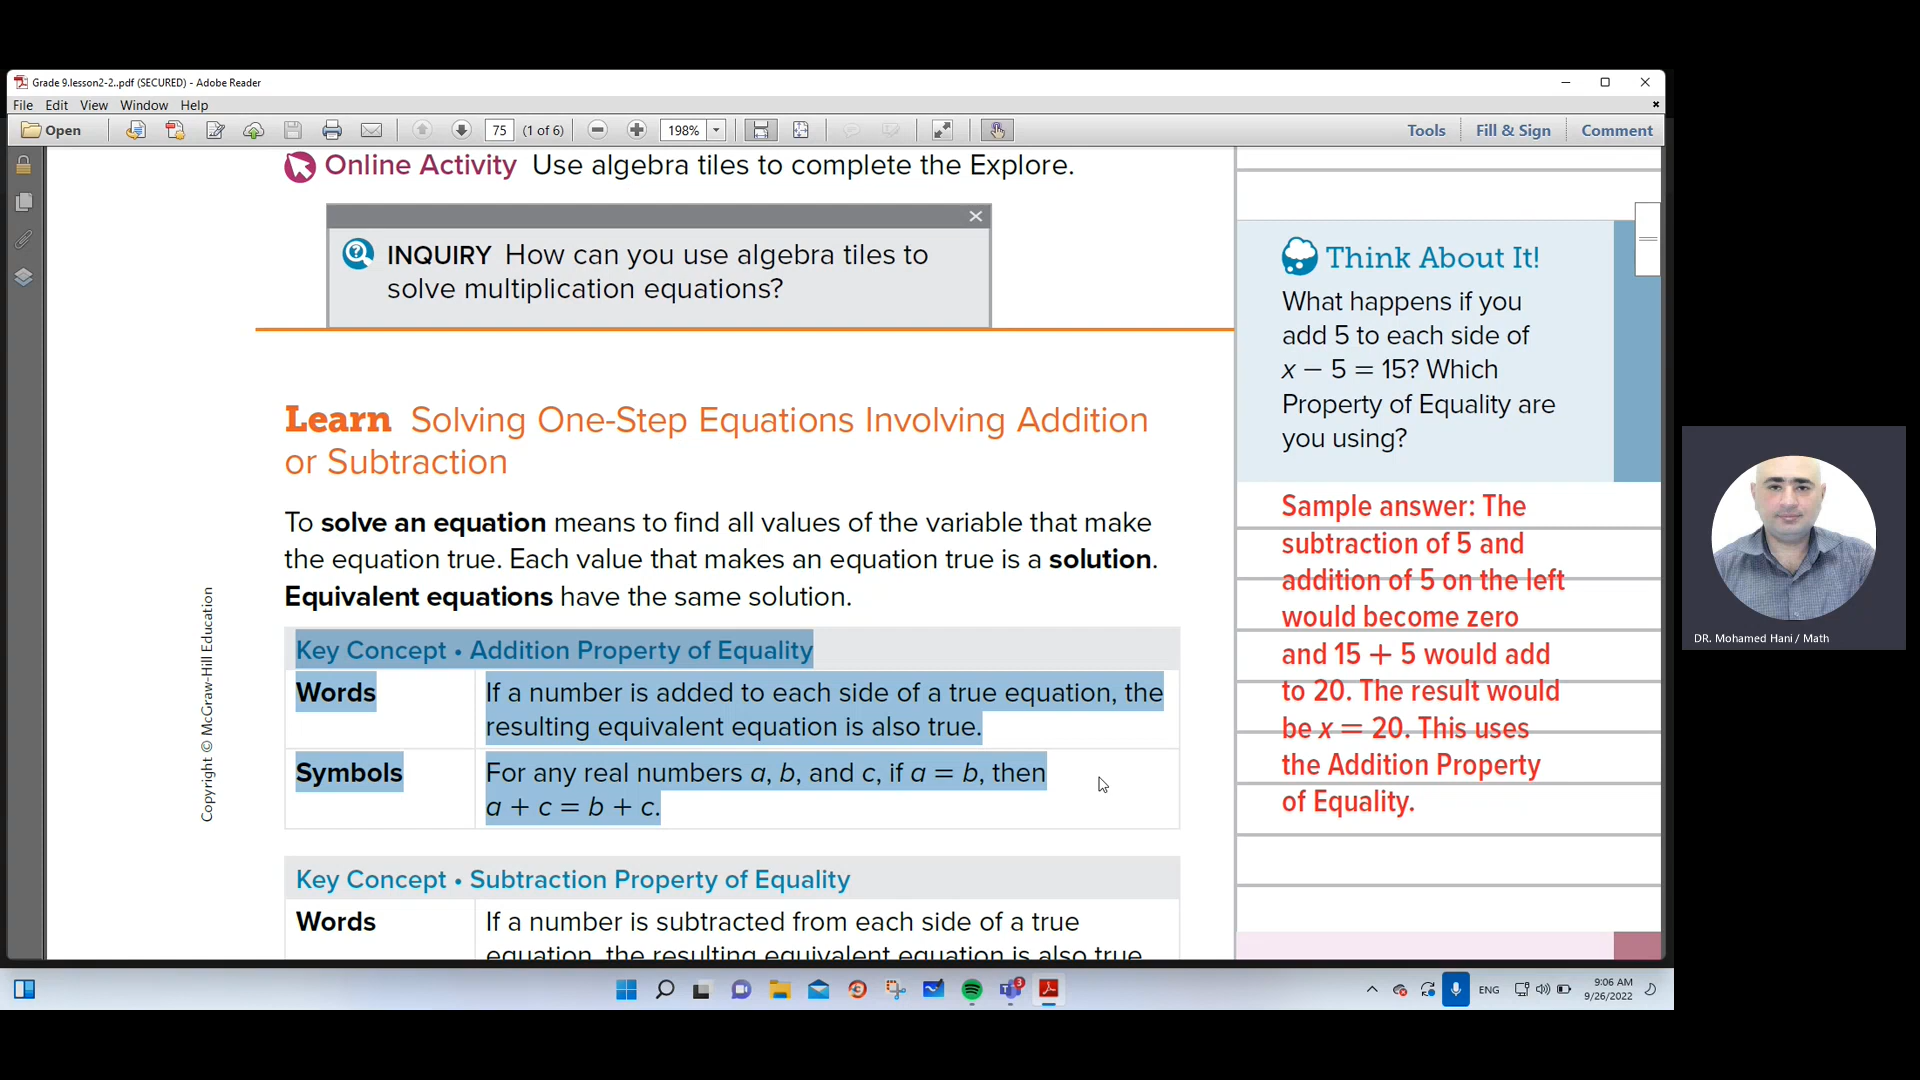 Grade 9.lesson2-2..pdf (SECURED) - Adobe Reader
File Edit View Window Help
Open 75 (1 of 6) 198% Tools Fill & Sign Comment
Online Activity Use algebra tiles to complete the Explore.
INQUIRY How can you use algebra tiles to
solve multiplication equations?
Learn Solving One-Step Equations Involving Addition
or Subtraction
To solve an equation means to find all values of the variable that make
the equation true. Each value that makes an equation true is a solution.
Equivalent equations have the same solution.
Key Concept • Addition Property of Equality
Words If a number is added to each side of a true equation, the
resulting equivalent equation is also true.
Symbols For any real numbers a, b, and c, if a = b, then
a + c = b + c.
Key Concept • Subtraction Property of Equality
Words If a number is subtracted from each side of a true
equation, the resulting equivalent equation is also true.
Copyright © McGraw-Hill Education
Think About It!
What happens if you
add 5 to each side of
x − 5 = 15? Which
Property of Equality are
you using?
Sample answer: The
subtraction of 5 and
addition of 5 on the left
would become zero
and 15 + 5 would add
to 20. The result would
be x = 20. This uses
the Addition Property
of Equality.
DR. Mohamed Hani / Math
3
ENG
9:06 AM
9/26/2022